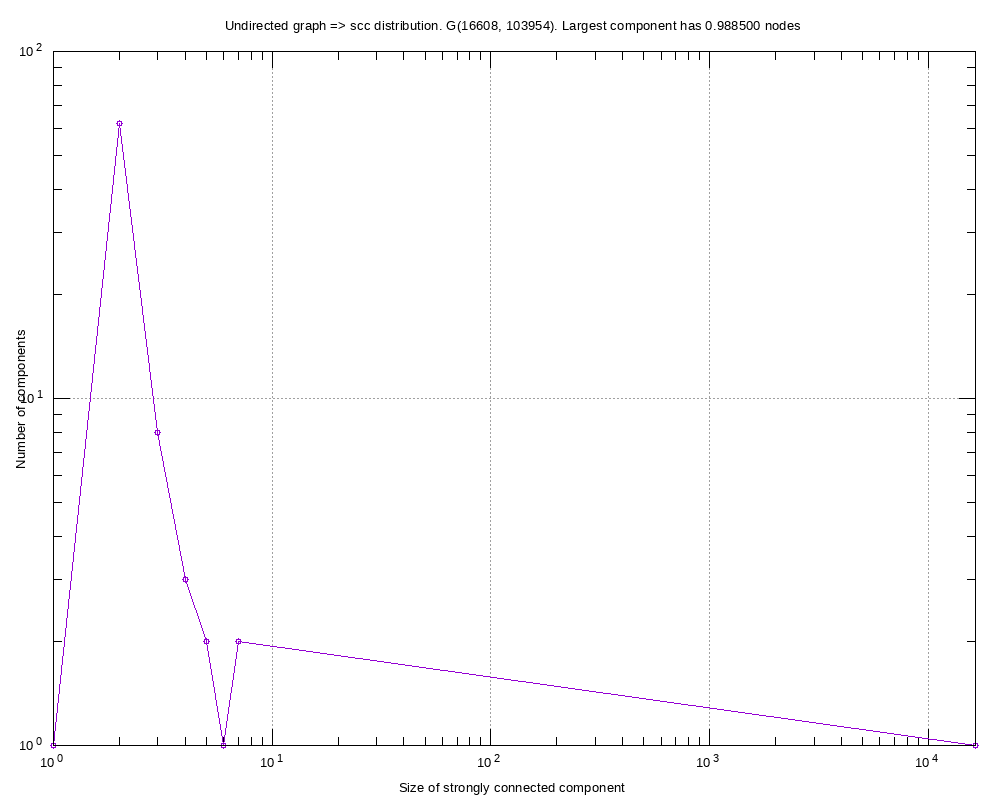 Undirected graph => scc distribution. G(16608, 103954). Largest component has 0.988500 nodes
10^2
10^1
10^0
Number of components
10^0 10^1 10^2 10^3 10^4
Size of strongly connected component